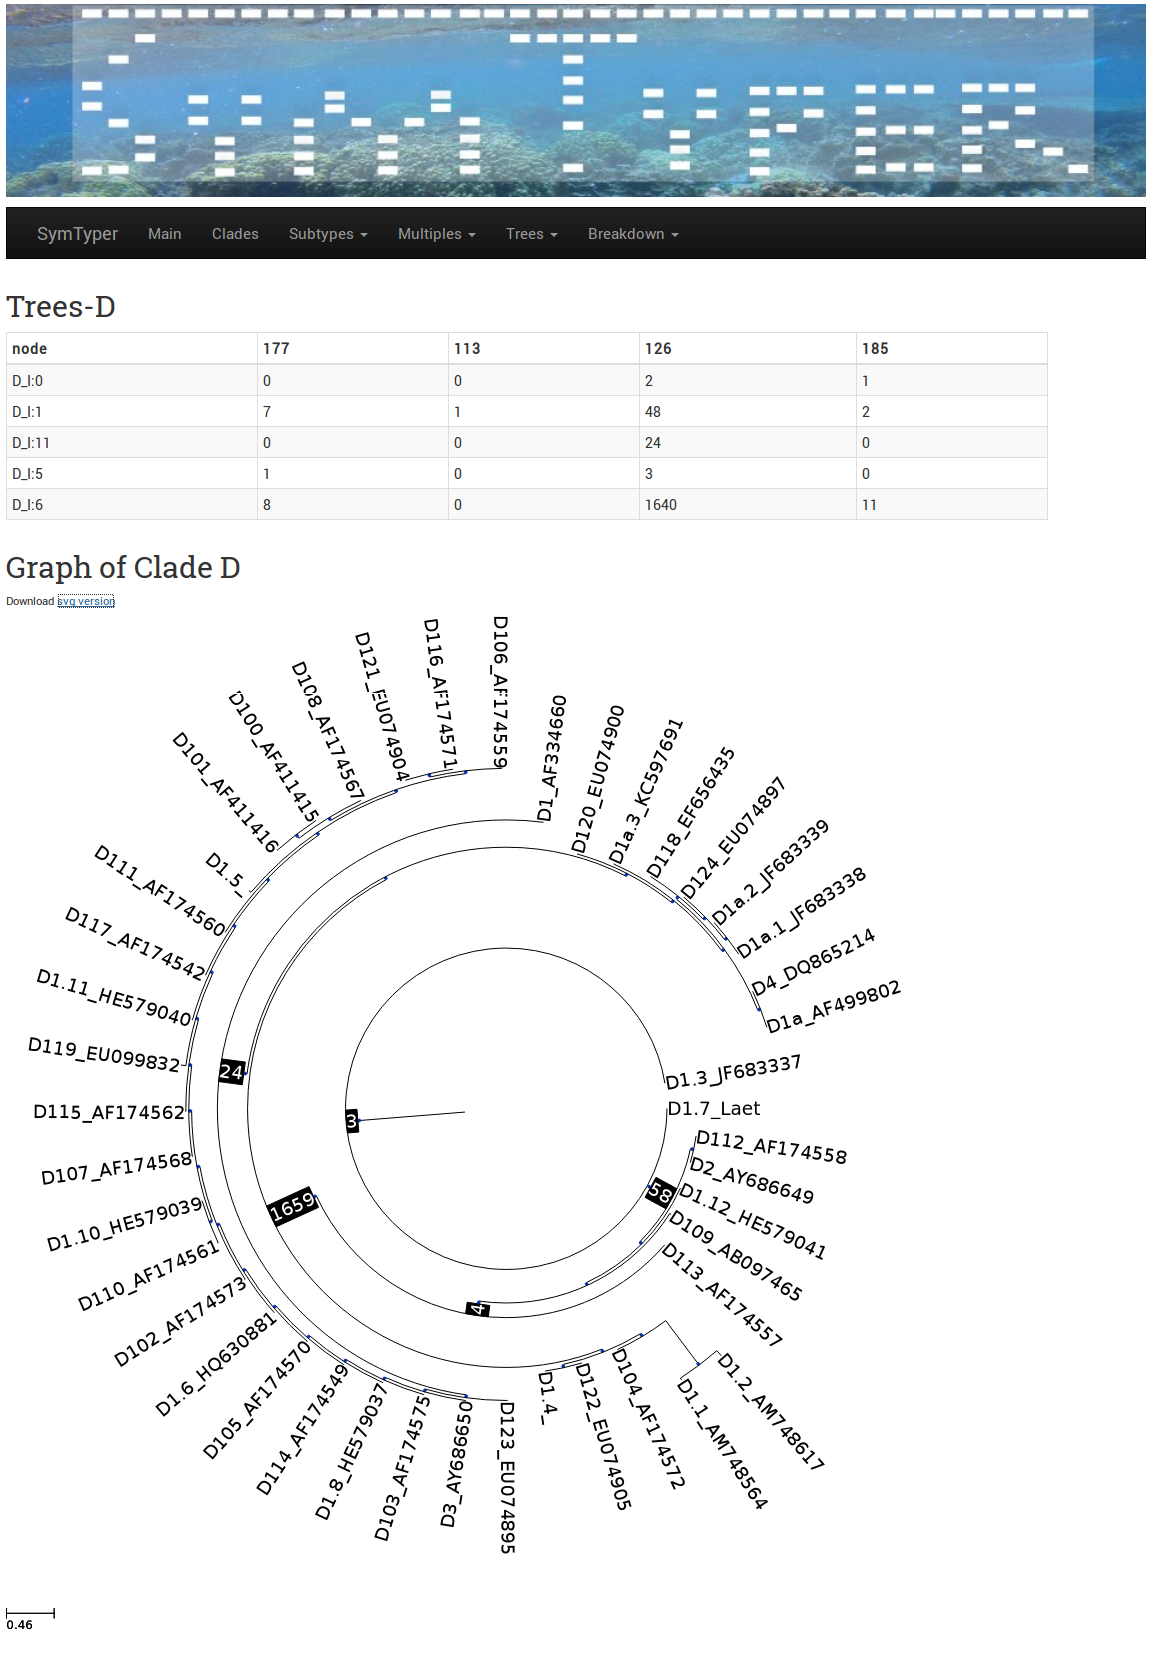 SymTyper
SymTyper Main Clades Subtypes Multiples Trees Breakdown
Trees-D
node 177 113 126 185
D_I:0 0 0 2 1
D_I:1 7 1 48 2
D_I:11 0 0 24 0
D_I:5 1 0 3 0
D_I:6 8 0 1640 11
Graph of Clade D
Download svg version
D106_AF174559
D116_AF174571
D121_EU074904
D108_AF174567
D100_AF411415
D101_AF411416
D1.5_
D111_AF174560
D117_AF174542
D1.11_HE579040
D119_EU099832
D115_AF174562
D107_AF174568
D1.10_HE579039
D110_AF174561
D102_AF174573
D1.6_HQ630881
D105_AF174570
D114_AF174549
D1.8_HE579037
D103_AF174575
D3_AY686650
D123_EU074895
D1_AF334660
D120_EU074900
D1a.3_KC597691
D118_EF656435
D124_EU074897
D1a.2_JF683339
D1a.1_JF683338
D4_DQ865214
D1a_AF499802
D1.3_JF683337
D1.7_Laet
D112_AF174558
D2_AY686649
D1.12_HE579041
D109_AB097465
D113_AF174557
D1.2_AM748617
D1.1_AM748564
D104_AF174572
D122_EU074905
D1.4_
24
3
1659
58
4
0.46